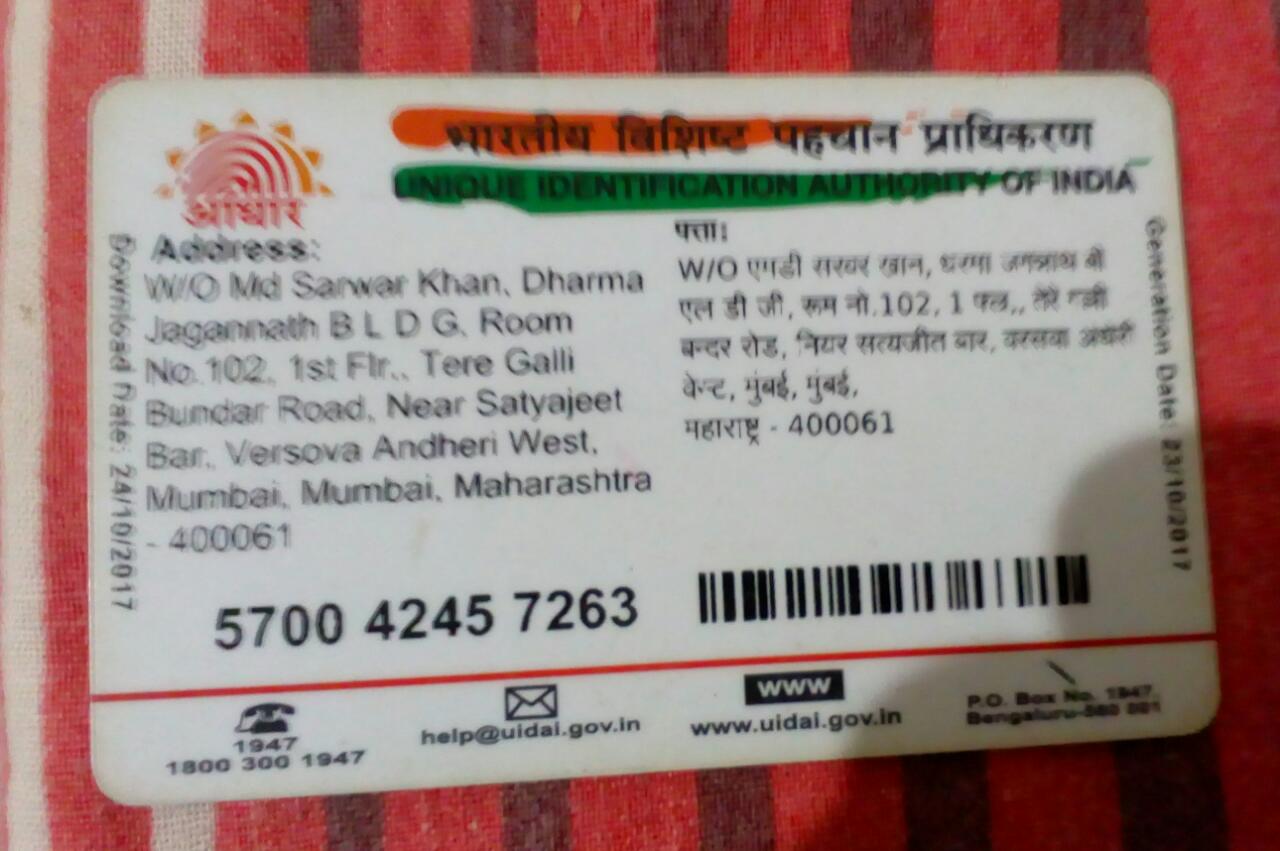 भारतीय विशिष्ट पहचान प्राधिकरण
UNIQUE IDENTIFICATION AUTHORITY OF INDIA
आधार
Address:
W/O Md Sarwar Khan, Dharma
Jagannath B L D G, Room
No.102, 1st Flr,, Tere Galli
Bundar Road, Near Satyajeet
Bar, Versova Andheri West,
Mumbai, Mumbai, Maharashtra
- 400061
पत्ता:
W/O एमडी सरवर खान, धरमा जगन्नाथ बी
एल डी जी, रूम नो.102, 1 फ्ल,, तेरे गल्ली
बन्दर रोड, नियर सत्यजीत बार, वरसवा अंधेरी
वेस्ट, मुंबई, मुंबई,
महाराष्ट्र - 400061
Download Date: 24/10/2017
Generation Date: 23/10/2017
5700 4245 7263
1947
1800 300 1947
help@uidai.gov.in
www
www.uidai.gov.in
P.O. Box No. 1947,
Bengaluru-560 001